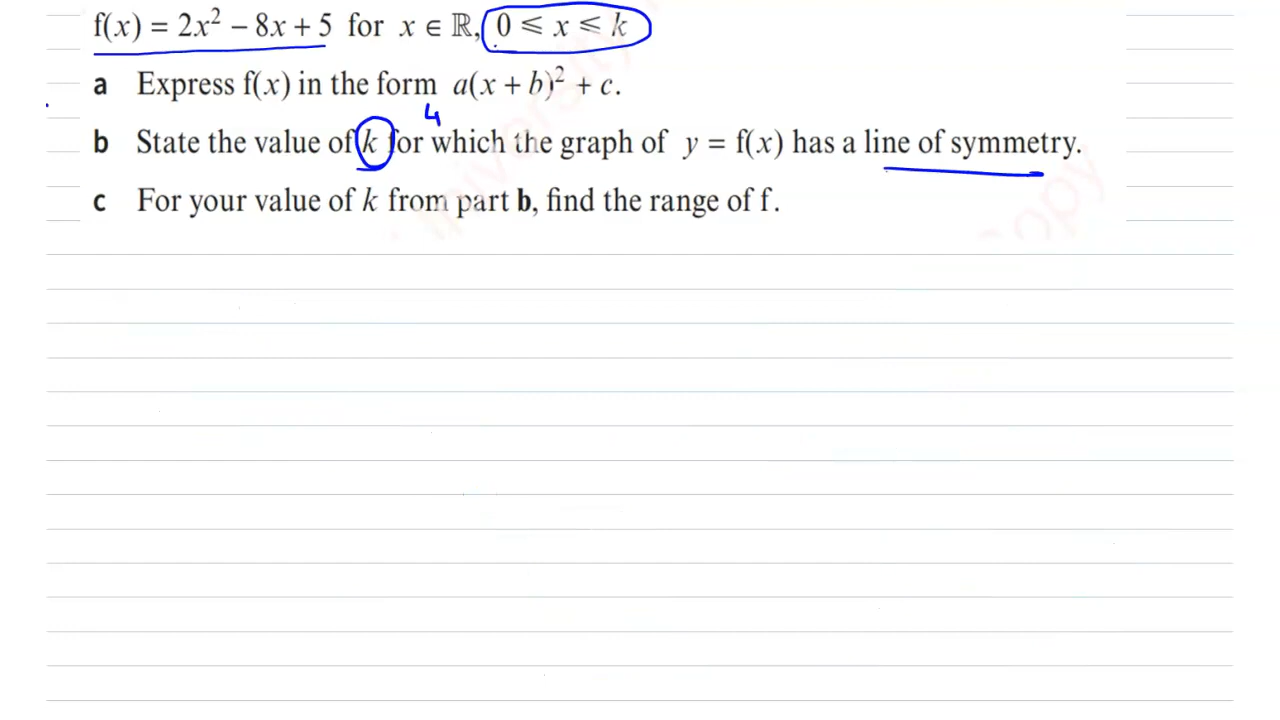 f(x) = 2x² − 8x + 5 for x ∈ ℝ, 0 ⩽ x ⩽ k
a Express f(x) in the form a(x + b)² + c.
4
b State the value of k for which the graph of y = f(x) has a line of symmetry.
c For your value of k from part b, find the range of f.